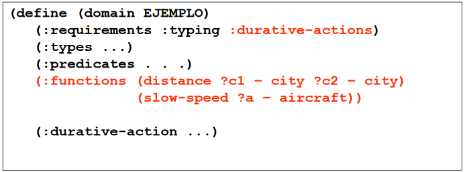 (define (domain EJEMPLO)
(:requirements :typing :durative-actions)
(:types ...)
(:predicates . . .)
(:functions (distance ?c1 – city ?c2 – city)
(slow-speed ?a – aircraft))
(:durative-action ...)